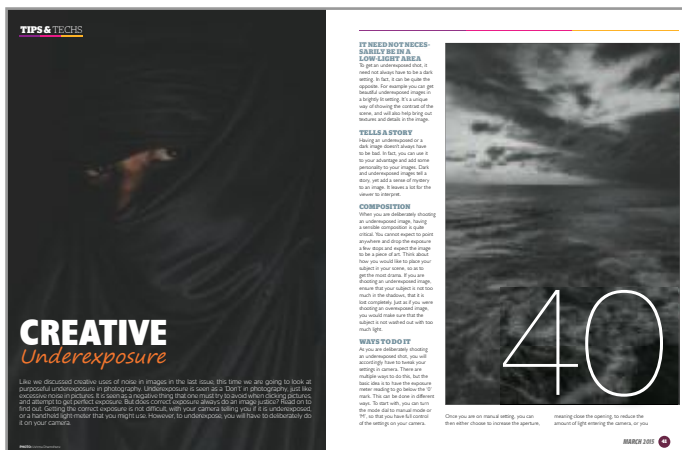 TIPS & TECHS
CREATIVE
Underexposure
Like we discussed creative uses of noise in images in the last issue, this time we are going to look at
purposeful underexposure in photography. Underexposure is seen as a 'Don't' in photography, just like
excessive noise in pictures. It is seen as a negative thing that one must try to avoid when clicking pictures,
and attempt to get perfect exposure. But does correct exposure always do an image justice? Read on to
find out. Getting the correct exposure is not difficult, with your camera telling you if it is underexposed,
or a handheld light meter that you might use. However, to underexpose, you will have to deliberately do
it on your camera.
PHOTO:
IT NEED NOT NECES-
SARILY BE IN A
LOW-LIGHT AREA
To get an underexposed shot, it
need not always have to be a dark
setting. In fact, it can be quite the
opposite. For example you can get
beautiful underexposed images in
a brightly lit setting. It's a unique
way of showing the contrast of the
scene, and will also help bring out
textures and details in the image.
TELLS A STORY
Having an underexposed or a
dark image doesn't always have
to be bad. In fact, you can use it
to your advantage and add some
personality to your images. Dark
and underexposed images tell a
story, yet add a sense of mystery
to an image. It leaves a lot for the
viewer to interpret.
COMPOSITION
When you are deliberately shooting
an underexposed image, having
a sensible composition is quite
critical. You cannot expect to point
anywhere and drop the exposure
a few stops and expect the image
to be a piece of art. Think about
how you would like to place your
subject in your scene, so as to
get the most drama. If you are
shooting an underexposed image,
ensure that your subject is not too
much in the shadows, that it is
lost completely. Just as if you were
shooting an overexposed image,
you would make sure that the
subject is not washed out with too
much light.
WAYS TO DO IT
As you are deliberately shooting
an underexposed shot, you will
accordingly have to tweak your
settings in camera. There are
multiple ways to do this, but the
basic idea is to have the exposure
meter reading to go below the '0'
mark. This can be done in different
ways. To start with, you can turn
the mode dial to manual mode or
'M', so that you have full control
of the settings on your camera.
40
Once you are on manual setting, you can
then either choose to increase the aperture,
meaning close the opening, to reduce the
amount of light entering the camera, or you
MARCH 2015 41